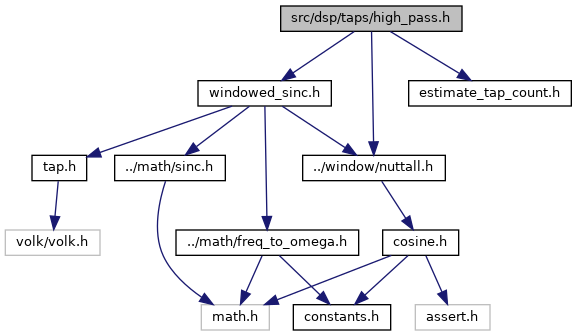 src/dsp/taps/high_pass.h
windowed_sinc.h
estimate_tap_count.h
tap.h
../math/sinc.h
../window/nuttall.h
volk/volk.h
../math/freq_to_omega.h
cosine.h
math.h
constants.h
assert.h